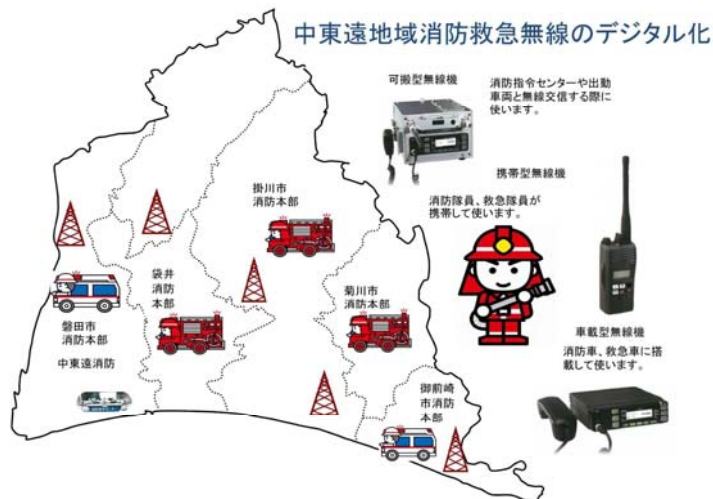 中東遠地域消防救急無線のデジタル化
可搬型無線機
消防指令センターや出動
車両と無線交信する際に
使います。
携帯型無線機
消防隊員、救急隊員が
携帯して使います。
掛川市
消防本部
袋井
消防
本部
菊川市
消防本部
磐田市
消防本部
中東遠消防
車載型無線機
消防車、救急車に搭
載して使います。
御前崎
市消防
本部